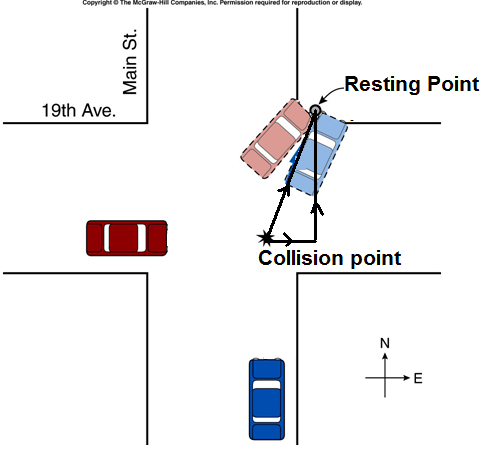 Copyright © The McGraw-Hill Companies, Inc. Permission required for reproduction or display.
Main St.
Resting Point
19th Ave.
Collision point
N
E